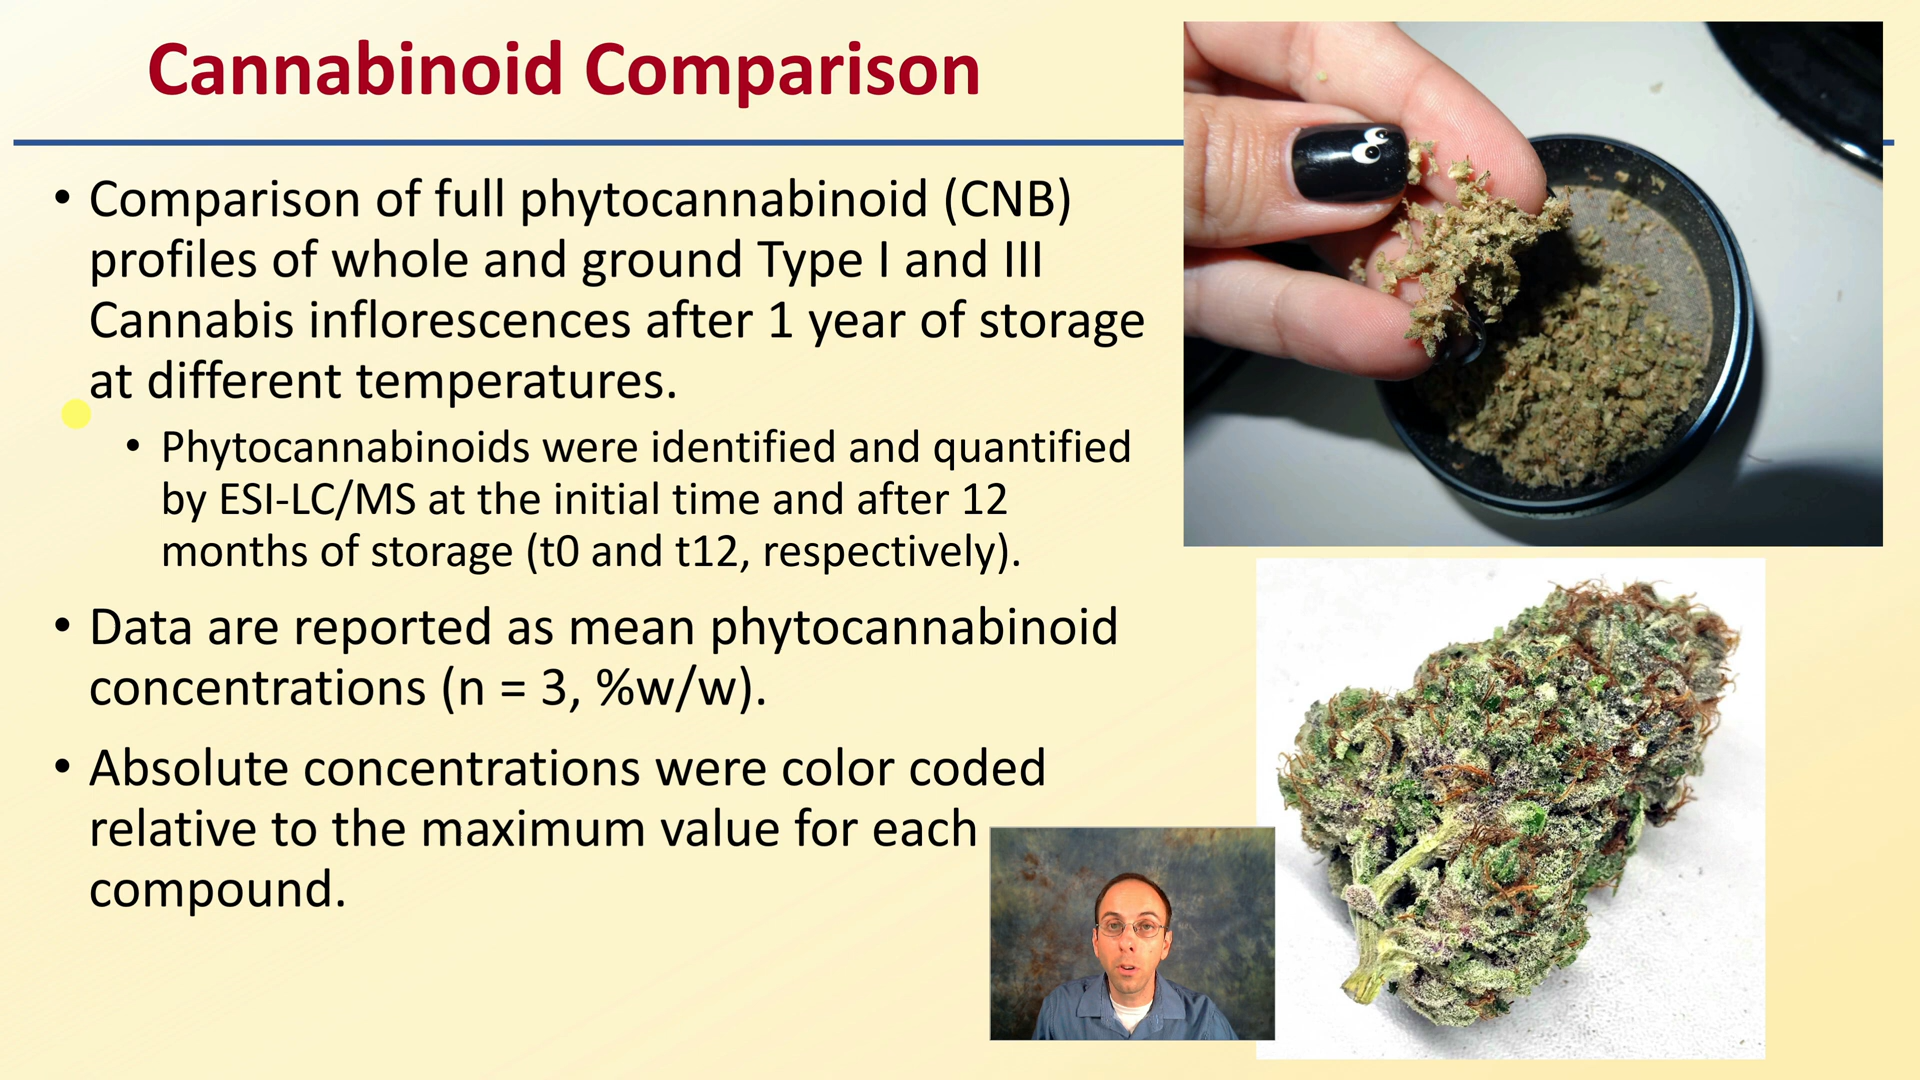 Cannabinoid Comparison
• Comparison of full phytocannabinoid (CNB)
profiles of whole and ground Type I and III
Cannabis inflorescences after 1 year of storage
at different temperatures.
• Phytocannabinoids were identified and quantified
by ESI-LC/MS at the initial time and after 12
months of storage (t0 and t12, respectively).
• Data are reported as mean phytocannabinoid
concentrations (n = 3, %w/w).
• Absolute concentrations were color coded
relative to the maximum value for each
compound.